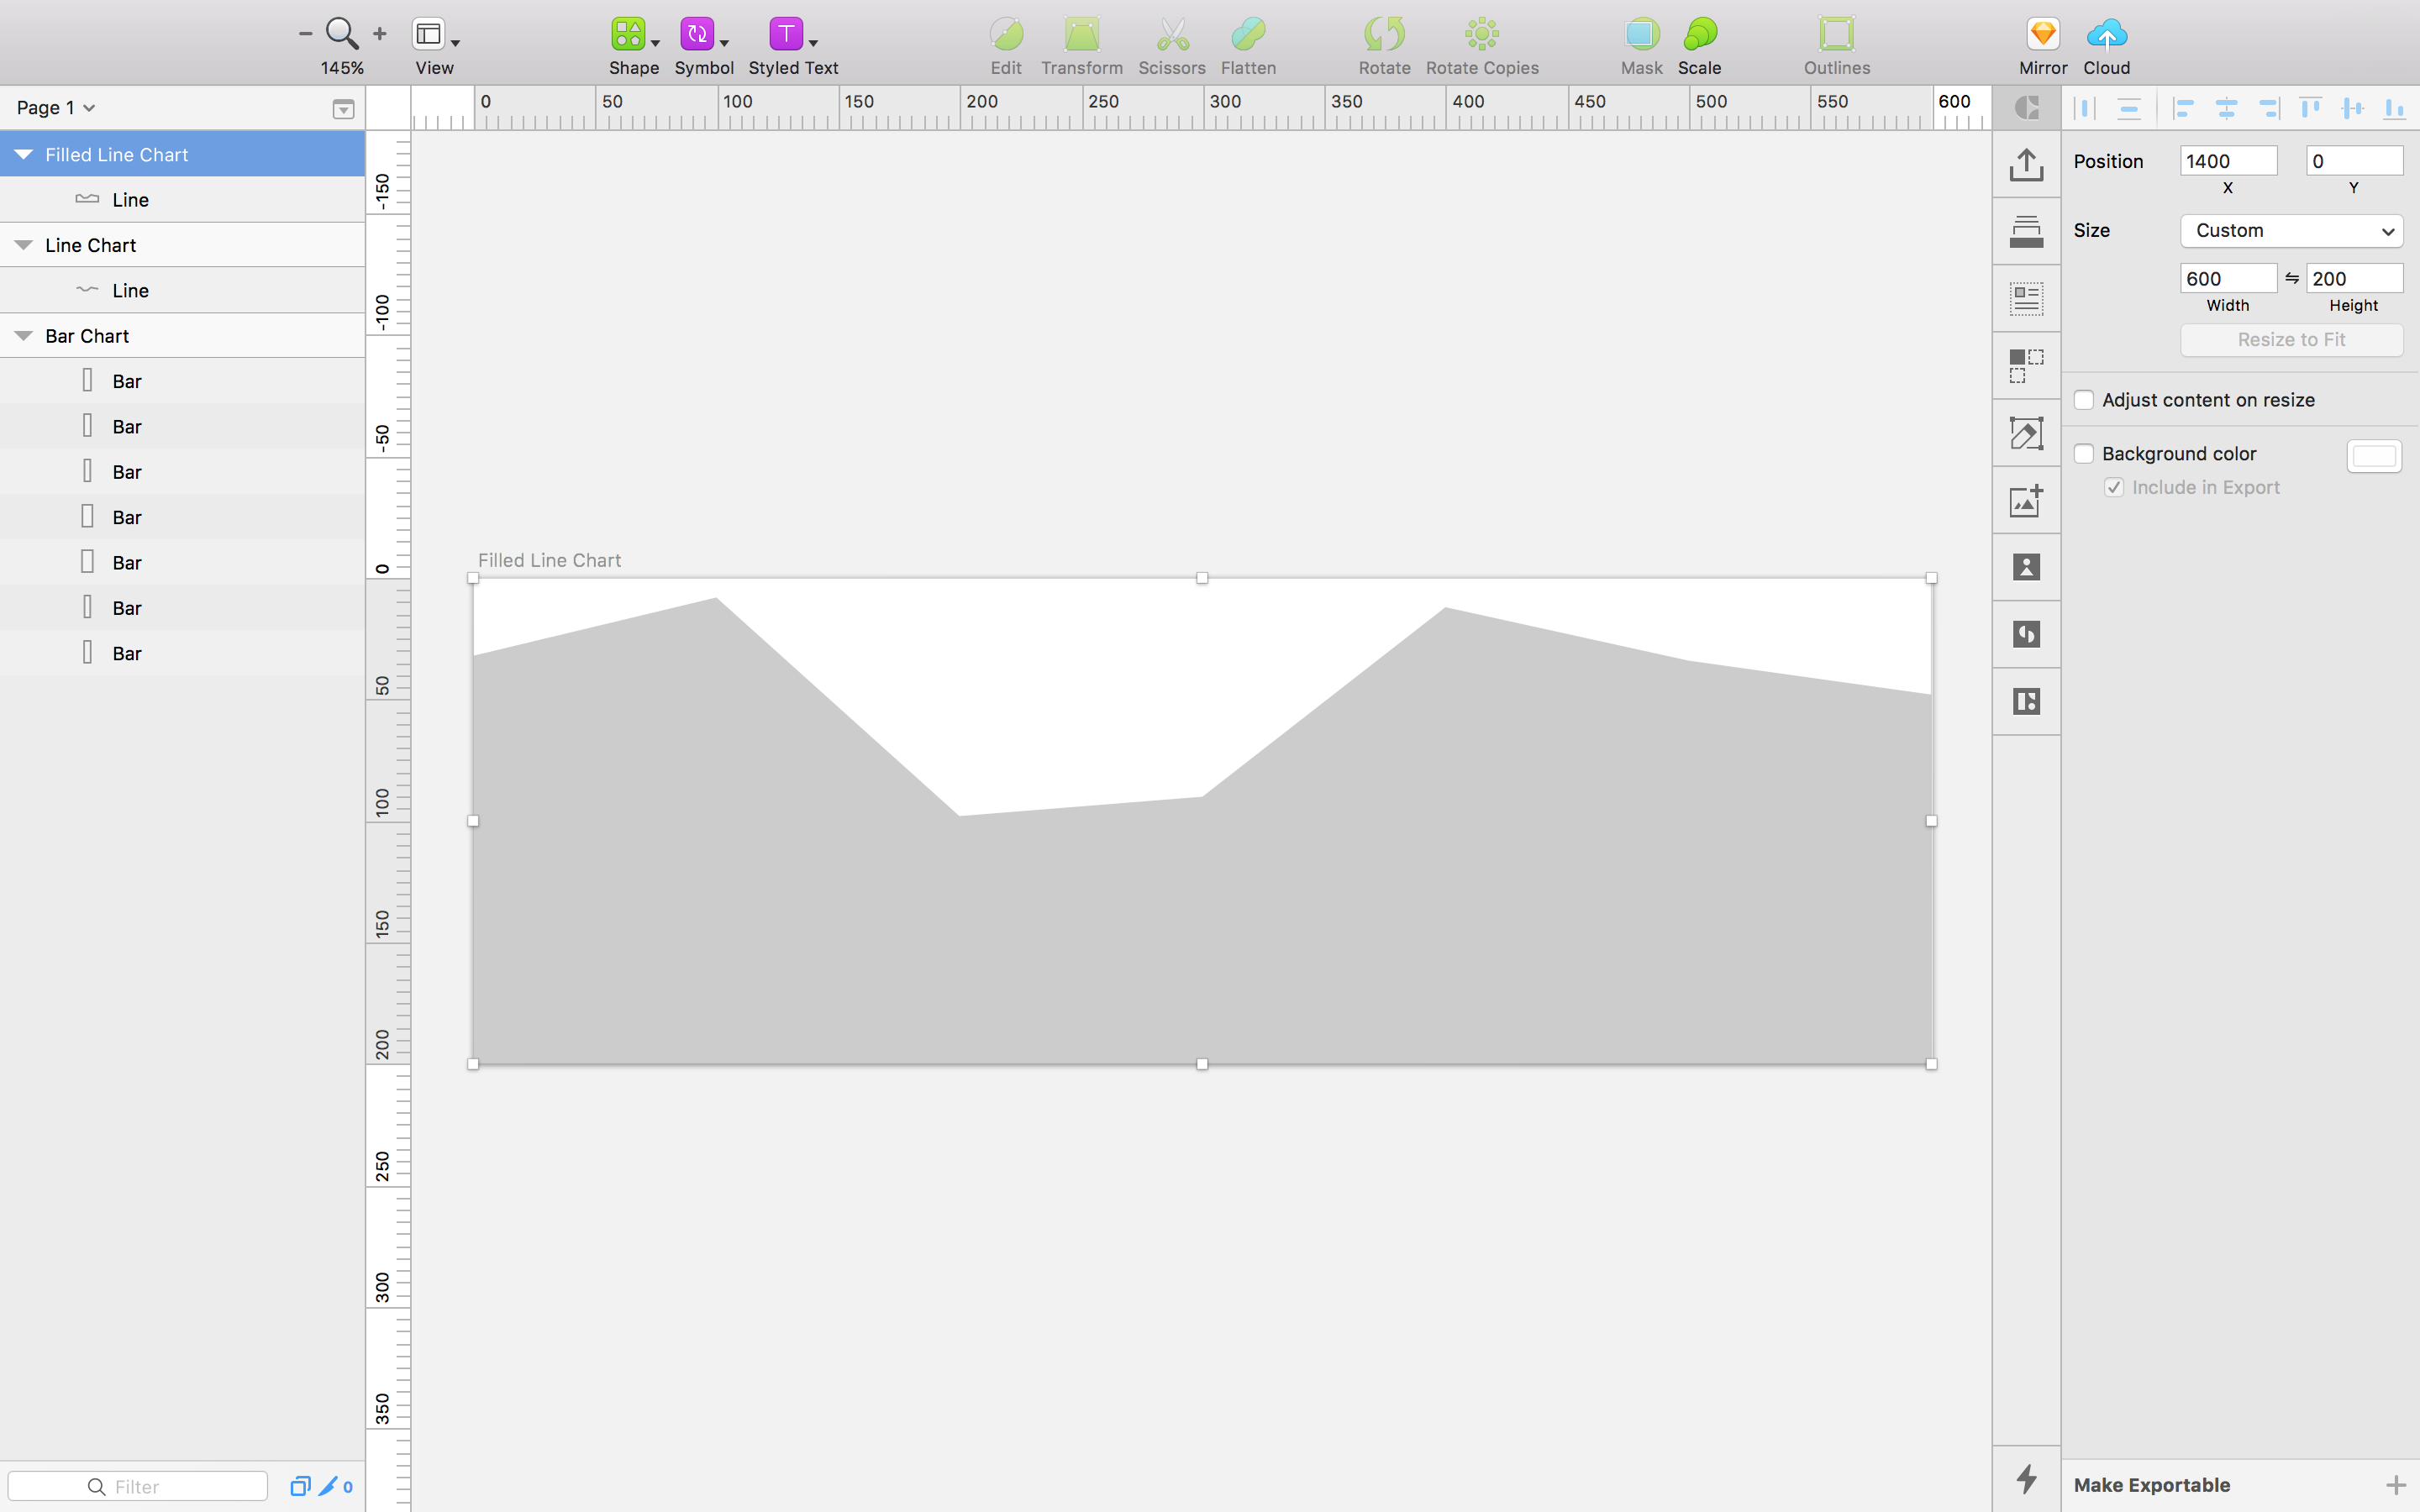 145%
View
Shape
Symbol
Styled Text
Edit
Transform
Scissors
Flatten
Rotate
Rotate Copies
Mask
Scale
Outlines
Mirror
Cloud
Page 1
0 50 100 150 200 250 300 350 400 450 500 550 600
Filled Line Chart
Line
Line Chart
Line
Bar Chart
Bar
Bar
Bar
Bar
Bar
Bar
Bar
Filter
0
-150
-100
-50
0
50
100
150
200
250
300
350
Filled Line Chart
Position
1400
0
X
Y
Size
Custom
600
200
Width
Height
Resize to Fit
Adjust content on resize
Background color
Include in Export
Make Exportable